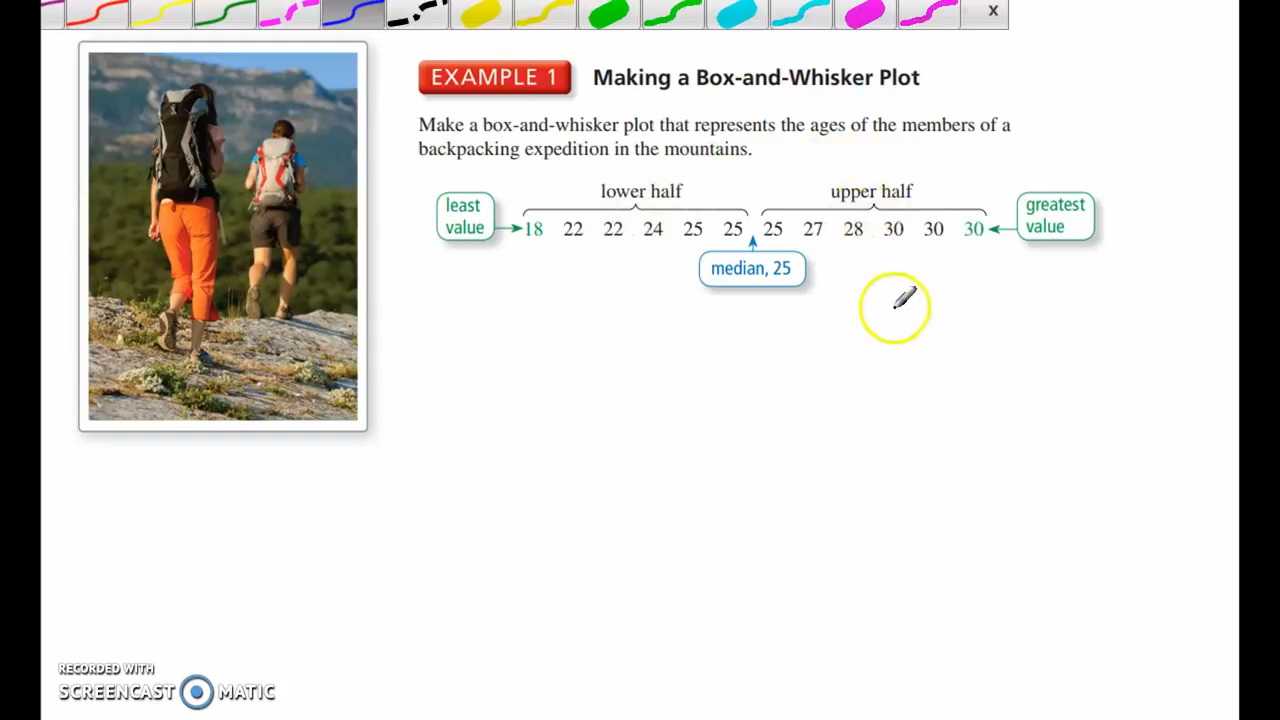 x
EXAMPLE 1 Making a Box-and-Whisker Plot
Make a box-and-whisker plot that represents the ages of the members of a
backpacking expedition in the mountains.
lower half upper half
least
value
18 22 22 24 25 25 25 27 28 30 30 30
greatest
value
median, 25
RECORDED WITH
SCREENCAST MATIC